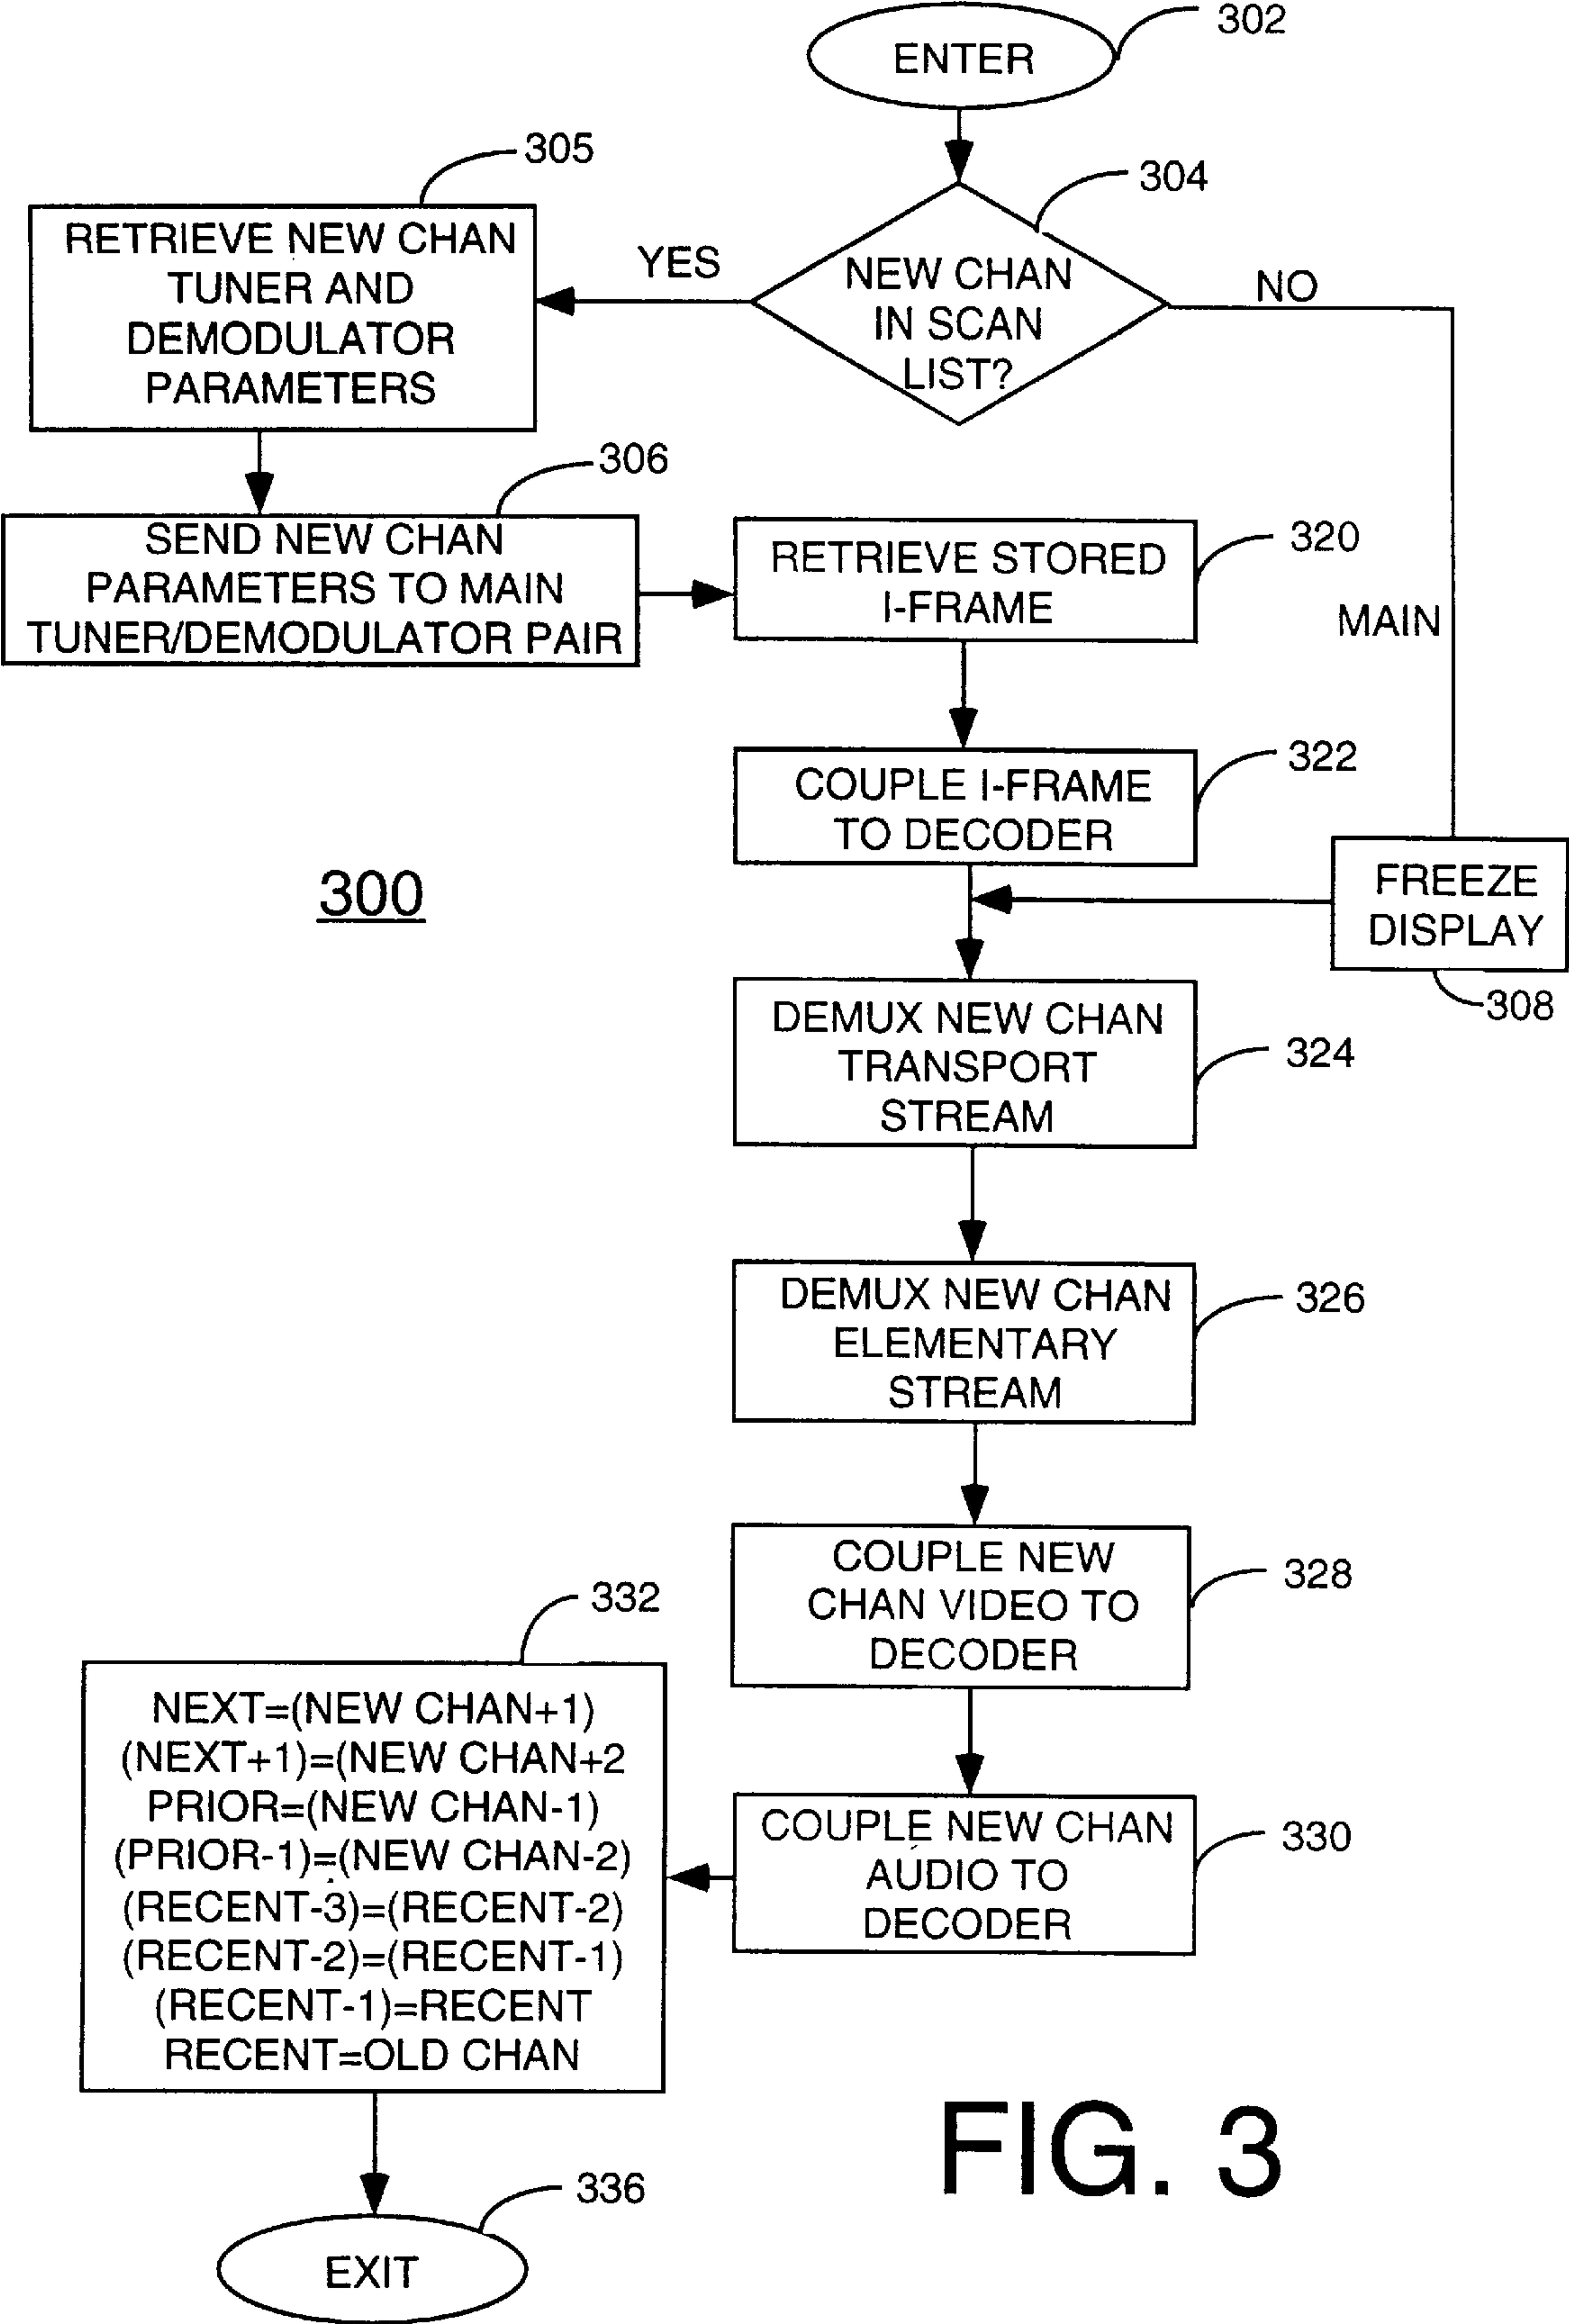 ENTER
302
304
NEW CHAN
IN SCAN
LIST?
YES
NO
305
RETRIEVE NEW CHAN
TUNER AND
DEMODULATOR
PARAMETERS
306
SEND NEW CHAN
PARAMETERS TO MAIN
TUNER/DEMODULATOR PAIR
RETRIEVE STORED
I-FRAME
320
MAIN
COUPLE I-FRAME
TO DECODER
322
300
FREEZE
DISPLAY
308
DEMUX NEW CHAN
TRANSPORT
STREAM
324
DEMUX NEW CHAN
ELEMENTARY
STREAM
326
COUPLE NEW
CHAN VIDEO TO
DECODER
328
COUPLE NEW CHAN
AUDIO TO
DECODER
330
332
NEXT=(NEW CHAN+1)
(NEXT+1)=(NEW CHAN+2
PRIOR=(NEW CHAN-1)
(PRIOR-1)=(NEW CHAN-2)
(RECENT-3)=(RECENT-2)
(RECENT-2)=(RECENT-1)
(RECENT-1)=RECENT
RECENT=OLD CHAN
336
EXIT
FIG. 3